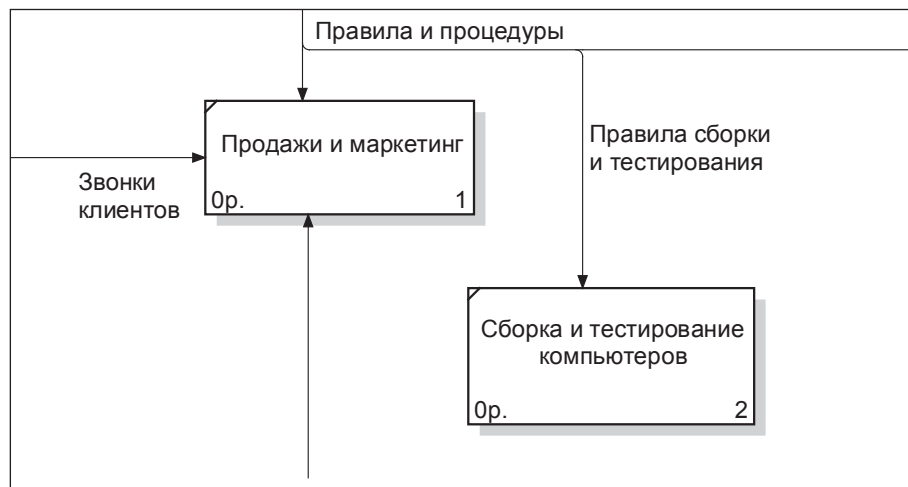 Правила и процедуры
Продажи и маркетинг
0р. 1
Звонки
клиентов
Правила сборки
и тестирования
Сборка и тестирование
компьютеров
0р. 2